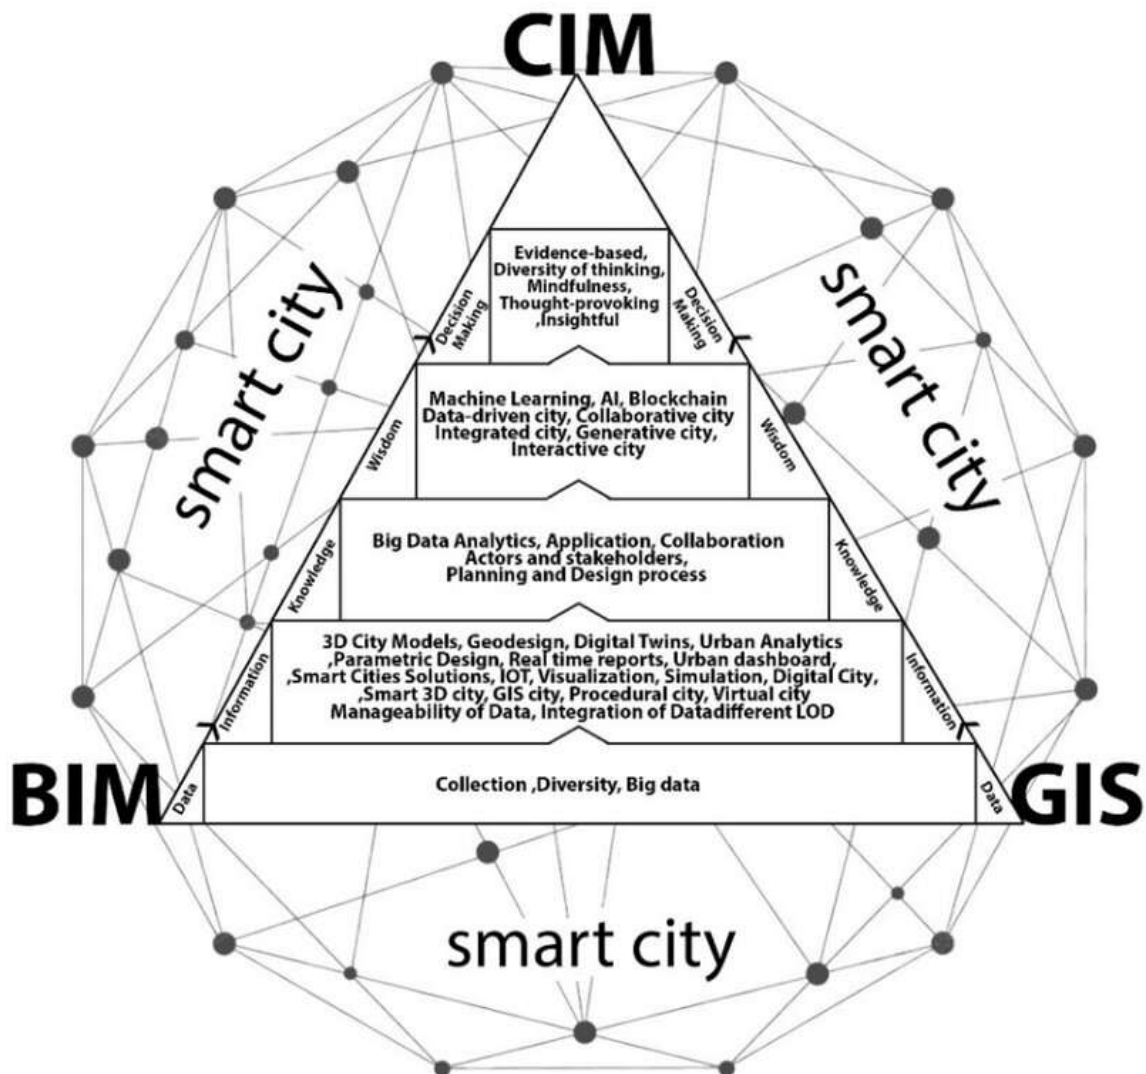 CIM
smart city
smart city
Evidence-based,
Diversity of thinking,
Mindfulness,
Thought-provoking
,Insightful
Decision
Making
Decision
Making
Machine Learning, AI, Blockchain
Data-driven city, Collaborative city
Integrated city, Generative city,
Interactive city
Wisdom
Wisdom
Big Data Analytics, Application, Collaboration
Actors and stakeholders,
Planning and Design process
Knowledge
Knowledge
3D City Models, Geodesign, Digital Twins, Urban Analytics
,Parametric Design, Real time reports, Urban dashboard,
,Smart Cities Solutions, IOT, Visualization, Simulation, Digital City,
,Smart 3D city, GIS city, Procedural city, Virtual city
Manageability of Data, Integration of Datadifferent LOD
Information
Information
BIM
Data
Collection ,Diversity, Big data
Data
GIS
smart city